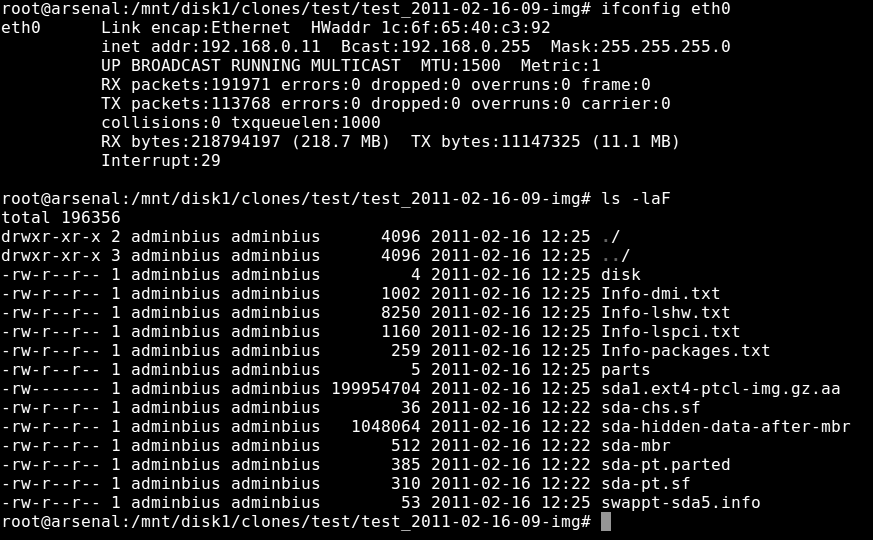 root@arsenal:/mnt/disk1/clones/test/test_2011-02-16-09-img# ifconfig eth0
eth0      Link encap:Ethernet  HWaddr 1c:6f:65:40:c3:92
          inet addr:192.168.0.11  Bcast:192.168.0.255  Mask:255.255.255.0
          UP BROADCAST RUNNING MULTICAST  MTU:1500  Metric:1
          RX packets:191971 errors:0 dropped:0 overruns:0 frame:0
          TX packets:113768 errors:0 dropped:0 overruns:0 carrier:0
          collisions:0 txqueuelen:1000
          RX bytes:218794197 (218.7 MB)  TX bytes:11147325 (11.1 MB)
          Interrupt:29

root@arsenal:/mnt/disk1/clones/test/test_2011-02-16-09-img# ls -laF
total 196356
drwxr-xr-x 2 adminbius adminbius      4096 2011-02-16 12:25 ./
drwxr-xr-x 3 adminbius adminbius      4096 2011-02-16 12:25 ../
-rw-r--r-- 1 adminbius adminbius         4 2011-02-16 12:25 disk
-rw-r--r-- 1 adminbius adminbius      1002 2011-02-16 12:25 Info-dmi.txt
-rw-r--r-- 1 adminbius adminbius      8250 2011-02-16 12:25 Info-lshw.txt
-rw-r--r-- 1 adminbius adminbius      1160 2011-02-16 12:25 Info-lspci.txt
-rw-r--r-- 1 adminbius adminbius       259 2011-02-16 12:25 Info-packages.txt
-rw-r--r-- 1 adminbius adminbius         5 2011-02-16 12:25 parts
-rw------- 1 adminbius adminbius 199954704 2011-02-16 12:25 sda1.ext4-ptcl-img.gz.aa
-rw-r--r-- 1 adminbius adminbius        36 2011-02-16 12:22 sda-chs.sf
-rw-r--r-- 1 adminbius adminbius   1048064 2011-02-16 12:22 sda-hidden-data-after-mbr
-rw-r--r-- 1 adminbius adminbius       512 2011-02-16 12:22 sda-mbr
-rw-r--r-- 1 adminbius adminbius       385 2011-02-16 12:22 sda-pt.parted
-rw-r--r-- 1 adminbius adminbius       310 2011-02-16 12:22 sda-pt.sf
-rw-r--r-- 1 adminbius adminbius        53 2011-02-16 12:25 swappt-sda5.info
root@arsenal:/mnt/disk1/clones/test/test_2011-02-16-09-img#